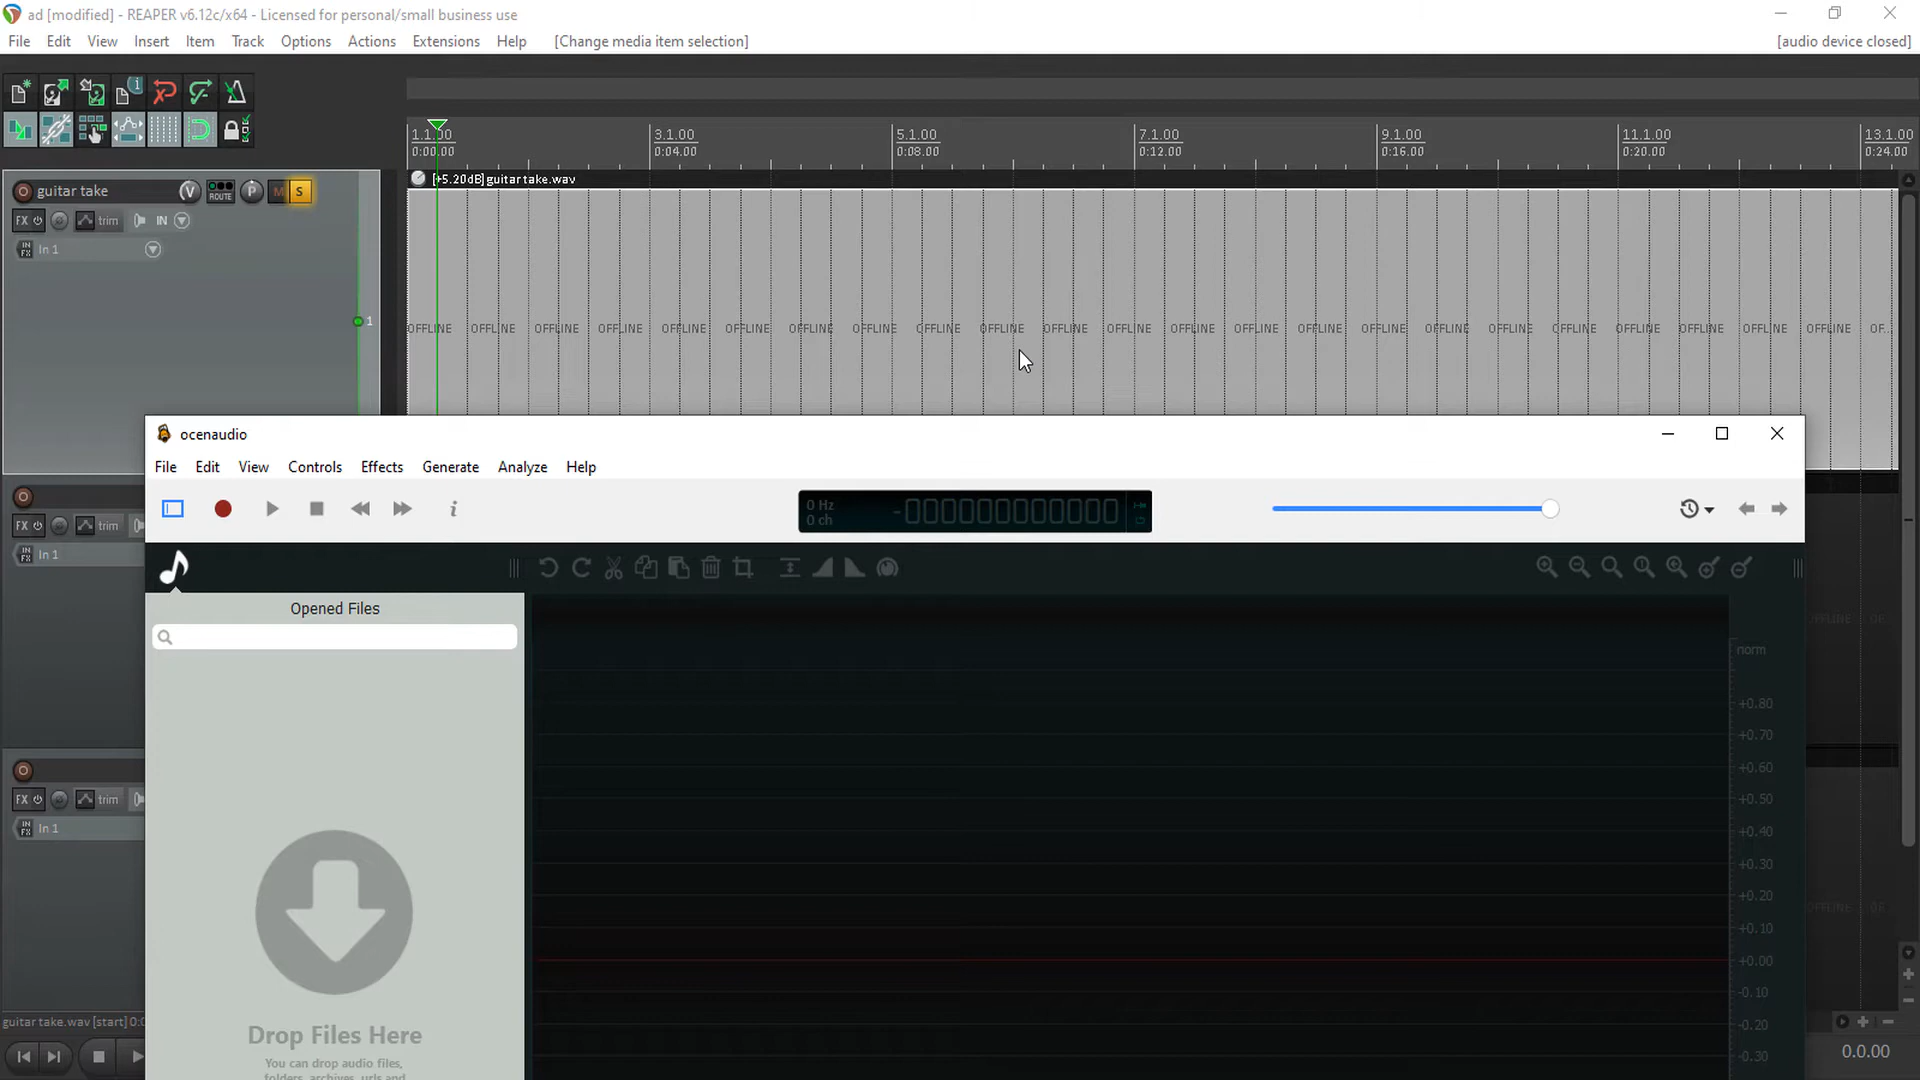 ad [modified] - REAPER v6.12c/x64 - Licensed for personal/small business use
File Edit View Insert Item Track Options Actions Extensions Help [Change media item selection] [audio device closed]
1.1.00 3.1.00 5.1.00 7.1.00 9.1.00 11.1.00 13.1.00
0:00.00 0:04.00 0:08.00 0:12.00 0:16.00 0:20.00 0:24.00
[+5.20dB] guitar take.wav
guitar take V ROUTE P M S
FX trim IN
IN FX In 1
1
OFFLINE OFFLINE OFFLINE OFFLINE OFFLINE OFFLINE OFFLINE OFFLINE OFFLINE OFFLINE OFFLINE OFFLINE OFFLINE OFFLINE OFFLINE OFFLINE OFFLINE OFFLINE OFFLINE OFFLINE OFFLINE OFFLINE OFFLINE OF...
ocenaudio
File Edit View Controls Effects Generate Analyze Help
0 Hz
0 ch
FX trim
IN FX In 1
Opened Files
norm
+0.80
+0.70
+0.60
+0.50
+0.40
+0.30
+0.20
+0.10
+0.00
-0.10
-0.20
-0.30
FX trim
IN FX In 1
Drop Files Here
You can drop audio files,
folders, archives, urls and
guitar take.wav [start] 0:0
0.0.00